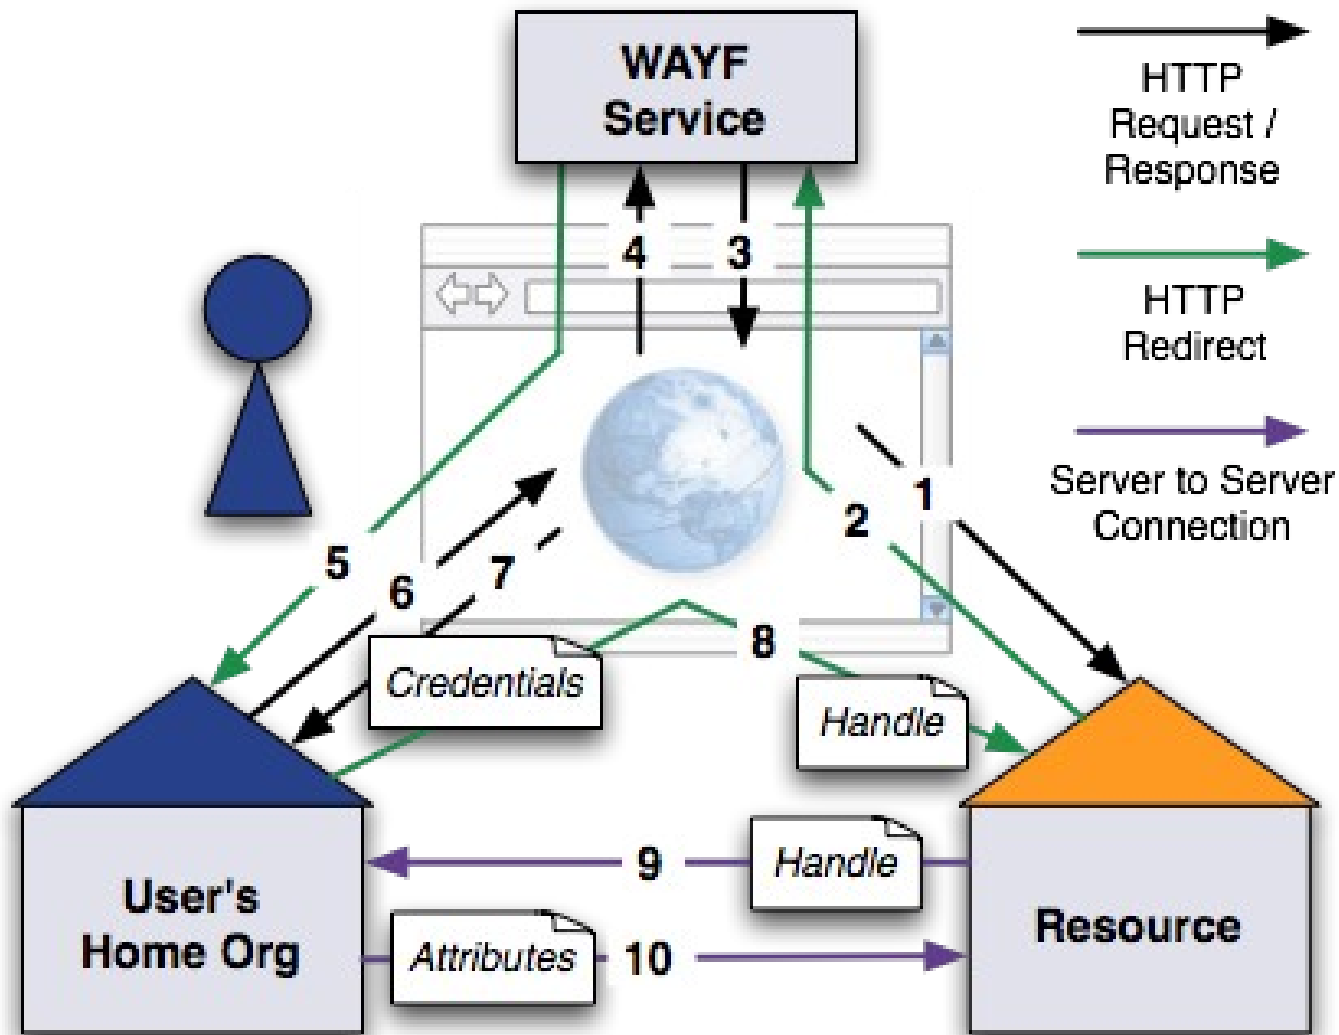 WAYF
Service
HTTP
Request /
Response
4
3
HTTP
Redirect
Server to Server
Connection
1
2
5
6
7
8
Credentials
Handle
9
Handle
User's
Home Org
Resource
Attributes
10